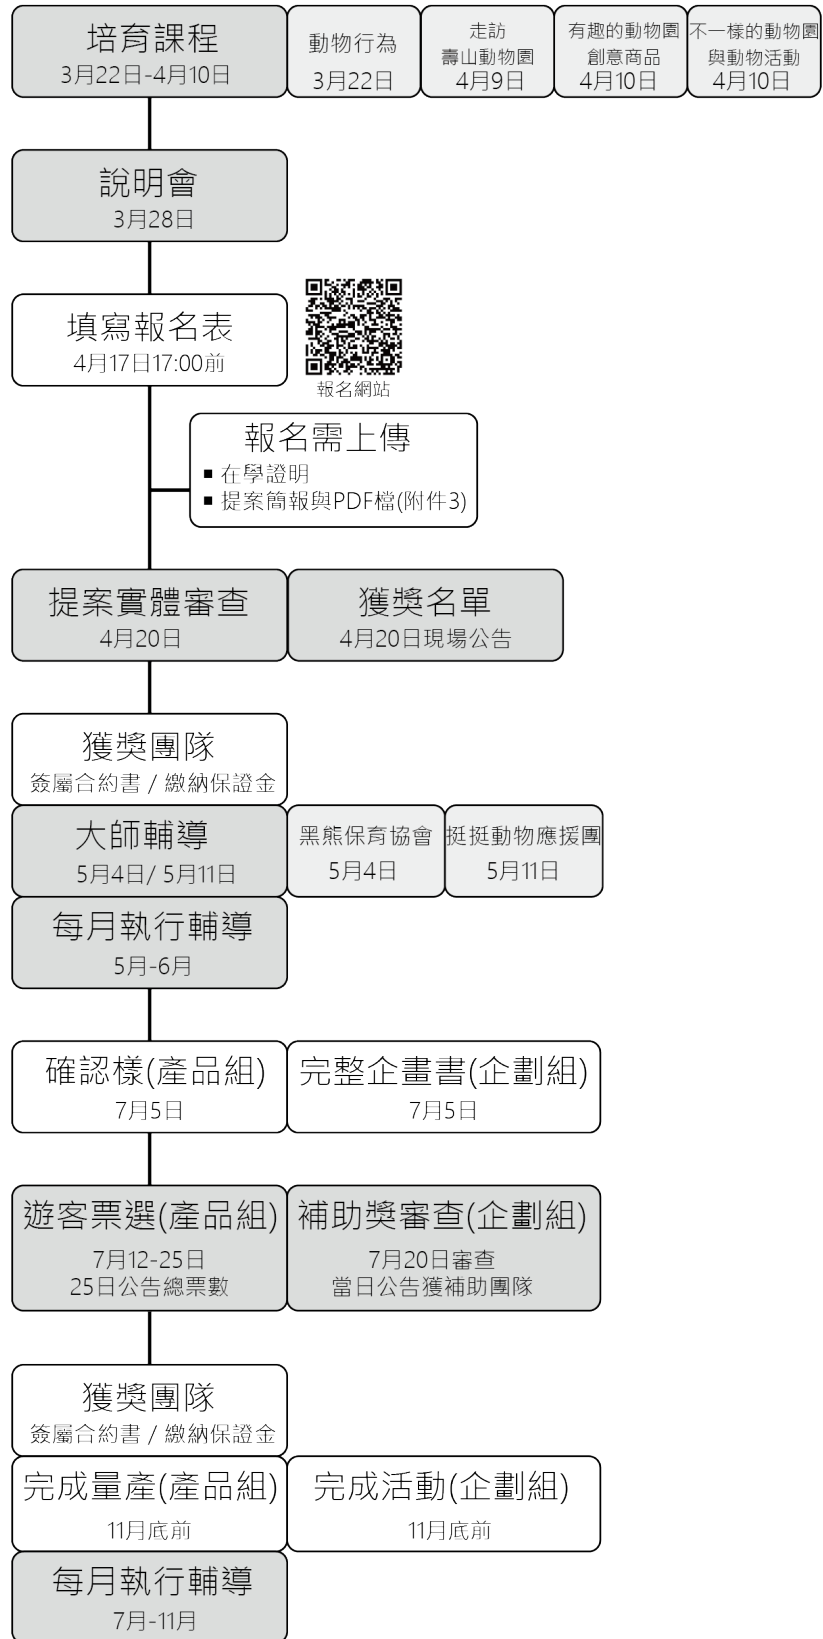 培育課程
3月22日-4月10日
動物行為
3月22日
走訪
壽山動物園
4月9日
有趣的動物園
創意商品
4月10日
不一樣的動物園
與動物活動
4月10日
說明會
3月28日
填寫報名表
4月17日17:00前
報名網站
報名需上傳
▪ 在學證明
▪ 提案簡報與PDF檔(附件3)
提案實體審查
4月20日
獲獎名單
4月20日現場公告
獲獎團隊
簽屬合約書 / 繳納保證金
大師輔導
5月4日/ 5月11日
黑熊保育協會
5月4日
挺挺動物應援團
5月11日
每月執行輔導
5月-6月
確認樣(產品組)
7月5日
完整企畫書(企劃組)
7月5日
遊客票選(產品組)
7月12-25日
25日公告總票數
補助獎審查(企劃組)
7月20日審查
當日公告獲補助團隊
獲獎團隊
簽屬合約書 / 繳納保證金
完成量產(產品組)
11月底前
完成活動(企劃組)
11月底前
每月執行輔導
7月-11月